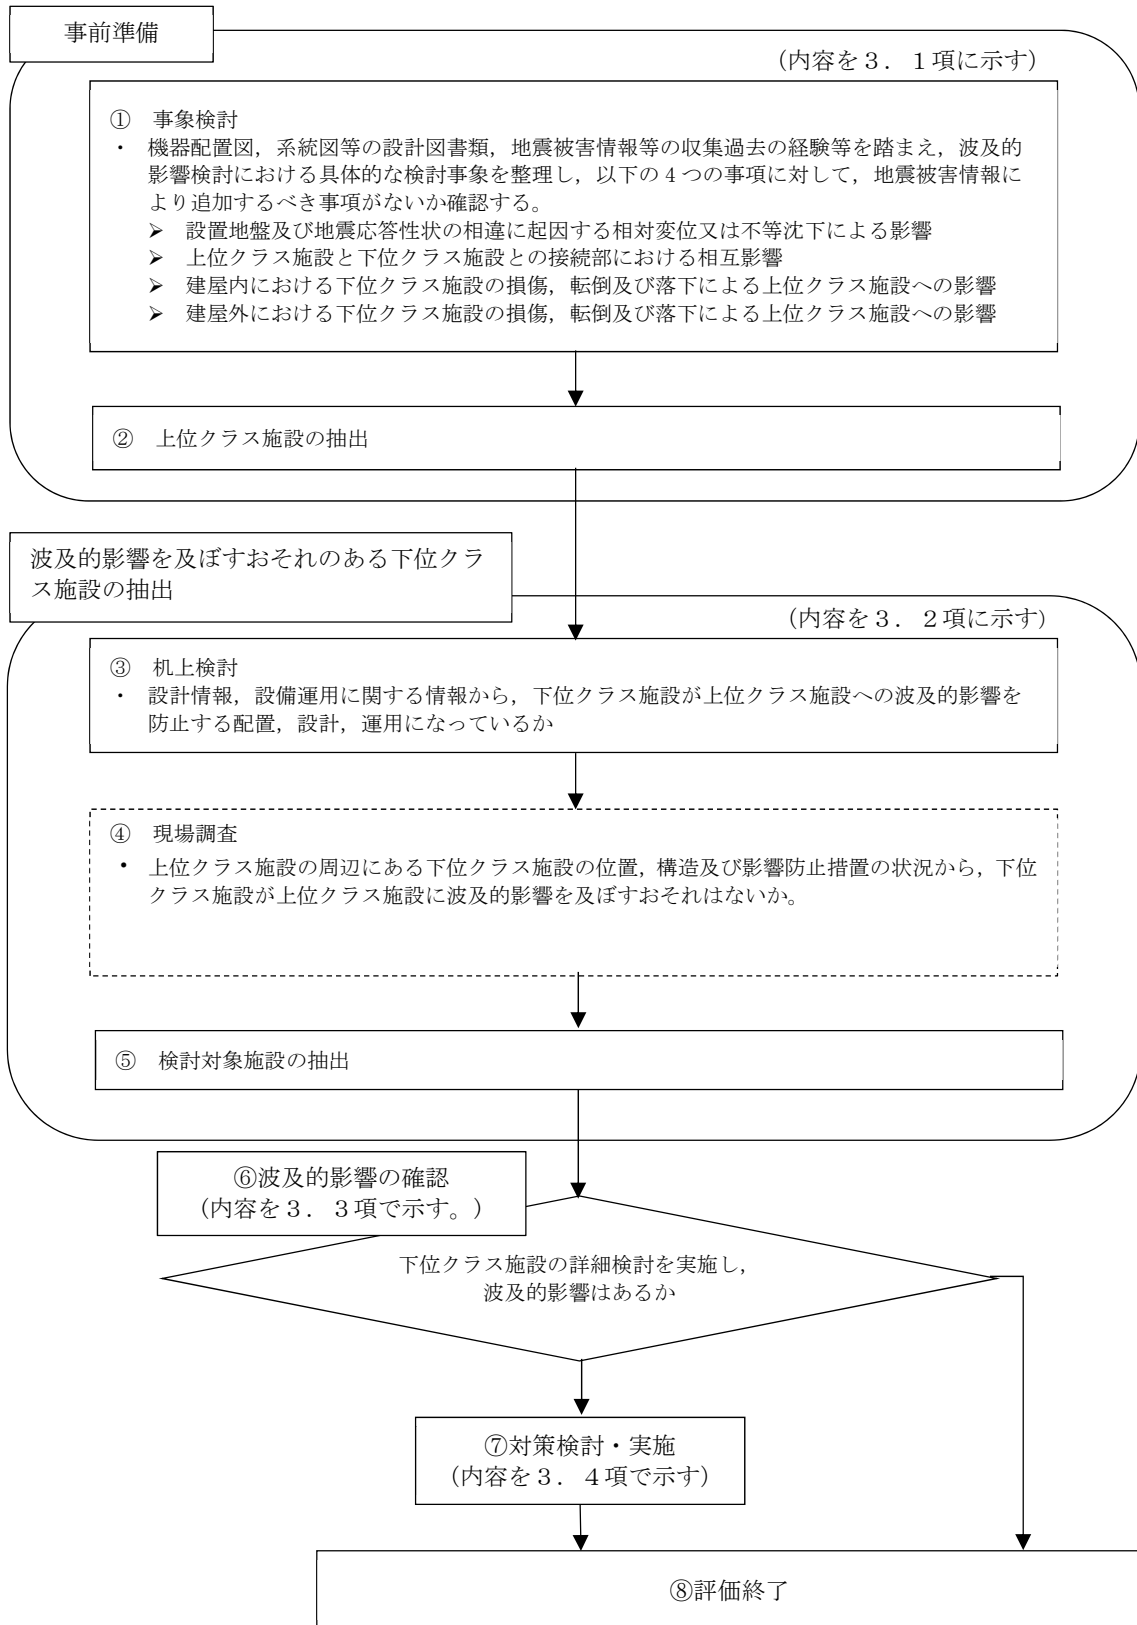 事前準備
(内容を3.1項に示す)
① 事象検討
・ 機器配置図,系統図等の設計図書類,地震被害情報等の収集過去の経験等を踏まえ,波及的
影響検討における具体的な検討事象を整理し,以下の4つの事項に対して,地震被害情報に
より追加するべき事項がないか確認する。
➢ 設置地盤及び地震応答性状の相違に起因する相対変位又は不等沈下による影響
➢ 上位クラス施設と下位クラス施設との接続部における相互影響
➢ 建屋内における下位クラス施設の損傷,転倒及び落下による上位クラス施設への影響
➢ 建屋外における下位クラス施設の損傷,転倒及び落下による上位クラス施設への影響
② 上位クラス施設の抽出
波及的影響を及ぼすおそれのある下位クラ
ス施設の抽出
(内容を3.2項に示す)
③ 机上検討
・ 設計情報,設備運用に関する情報から,下位クラス施設が上位クラス施設への波及的影響を
防止する配置,設計,運用になっているか
④ 現場調査
・ 上位クラス施設の周辺にある下位クラス施設の位置,構造及び影響防止措置の状況から,下位
クラス施設が上位クラス施設に波及的影響を及ぼすおそれはないか。
⑤ 検討対象施設の抽出
⑥波及的影響の確認
(内容を3.3項で示す。)
下位クラス施設の詳細検討を実施し,
波及的影響はあるか
⑦対策検討・実施
(内容を3.4項で示す)
⑧評価終了